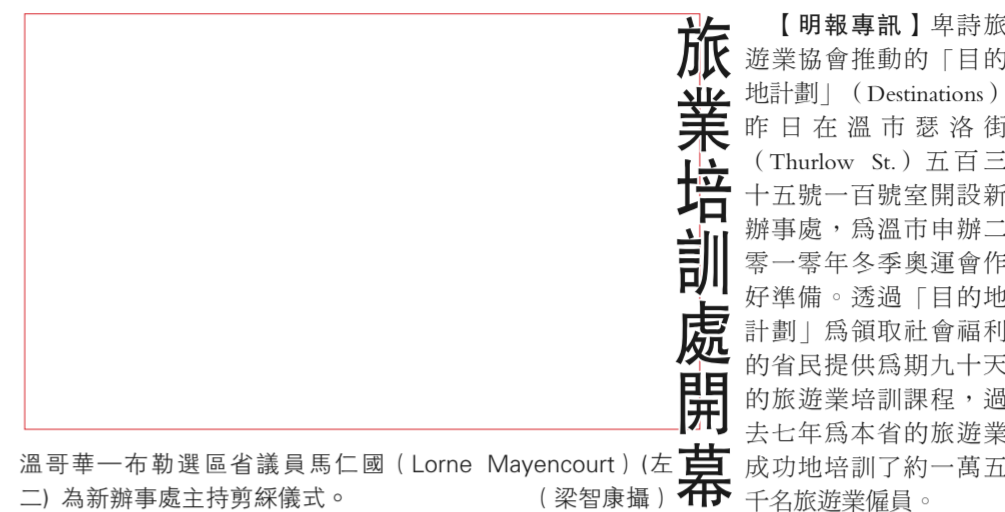 旅業培訓處開幕
【明報專訊】卑詩旅
遊業協會推動的「目的
地計劃」（Destinations）
昨日在溫市瑟洛街
（Thurlow St.）五百三
十五號一百號室開設新
辦事處，爲溫市申辦二
零一零年冬季奧運會作
好準備。透過「目的地
計劃」爲領取社會福利
的省民提供爲期九十天
的旅遊業培訓課程，過
去七年爲本省的旅遊業
成功地培訓了約一萬五
千名旅遊業僱員。
溫哥華—布勒選區省議員馬仁國（Lorne Mayencourt）(左
二) 為新辦事處主持剪綵儀式。 （梁智康攝）